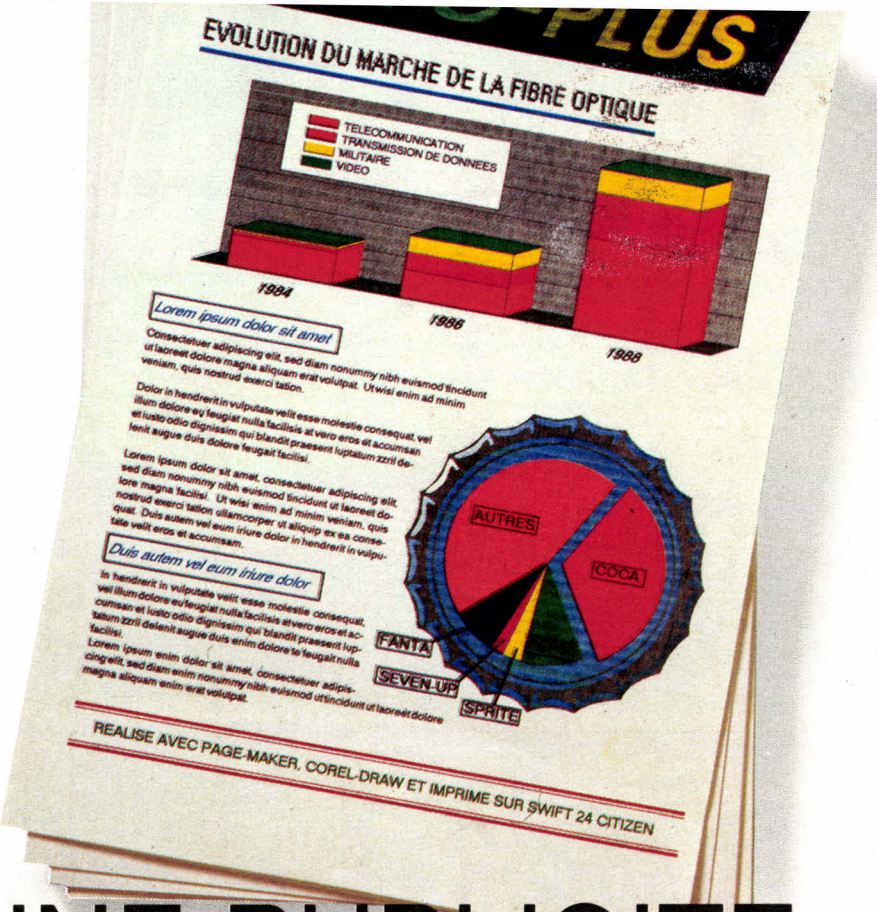 -PLUS
EVOLUTION DU MARCHE DE LA FIBRE OPTIQUE
TELECOMMUNICATION
TRANSMISSION DE DONNEES
MILITAIRE
VIDEO
1984
1986
1988
Lorem ipsum dolor sit amet
Consectetuer adipiscing elit, sed diam nonummy nibh euismod tincidunt
ut laoreet dolore magna aliquam erat volutpat. Ut wisi enim ad minim
veniam, quis nostrud exerci tation.
Dolor in hendrerit in vulputate velit esse molestie consequat, vel
illum dolore eu feugiat nulla facilisis at vero eros et accumsan
et iusto odio dignissim qui blandit praesent luptatum zzril de-
lenit augue duis dolore feugait facilisi.
Lorem ipsum dolor sit amet, consectetuer adipiscing elit,
sed diam nonummy nibh euismod tincidunt ut laoreet do-
lore magna facilisi. Ut wisi enim ad minim veniam, quis
nostrud exerci tation ullamcorper ut aliquip ex ea conse-
quat. Duis autem vel eum iriure dolor in hendrerit in vulpu-
tate velit eros et accumsam.
Duis autem vel eum iriure dolor
In hendrerit in vulputate velit esse molestie consequat,
vel illum dolore eu feugiat nulla facilisis at vero eros et ac-
cumsan et iusto odio dignissim qui blandit praesent lup-
tatum zzril delenit augue duis enim dolore te feugait nulla
facilisi.
Lorem ipsum enim dolor sit amet, consectetuer adipis-
cing elit, sed diam enim nonummy nibh euismod ut tincidunt ut laoreet dolore
magna aliquam enim erat volutpat.
AUTRES
COCA
FANTA
SEVEN-UP
SPRITE
REALISE AVEC PAGE-MAKER, COREL-DRAW ET IMPRIME SUR SWIFT 24 CITIZEN
UNE PUBLICITE